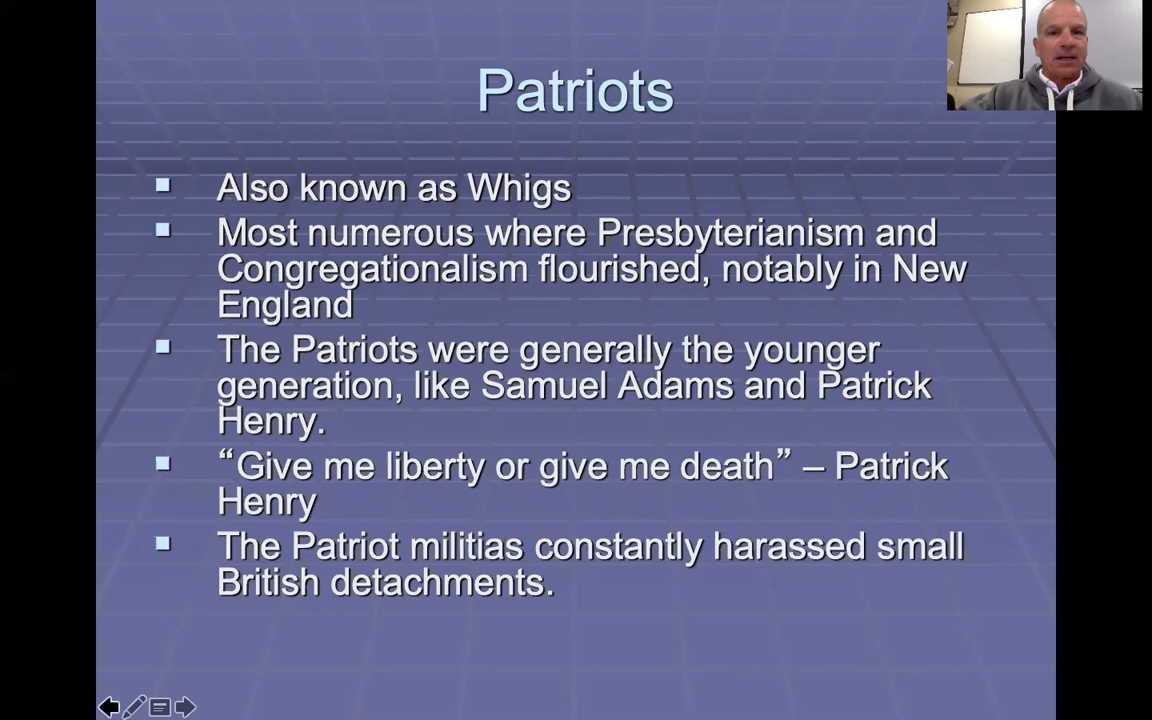 Patriots
Also known as Whigs
Most numerous where Presbyterianism and
Congregationalism flourished, notably in New
England
The Patriots were generally the younger
generation, like Samuel Adams and Patrick
Henry.
“Give me liberty or give me death” – Patrick
Henry
The Patriot militias constantly harassed small
British detachments.